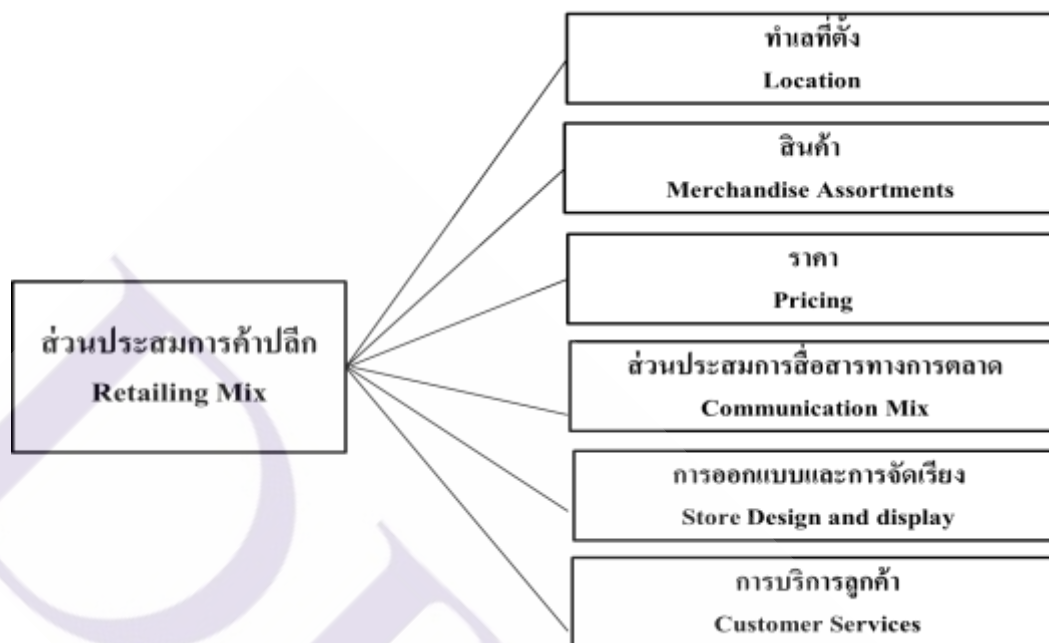 ทำเลที่ตั้ง
Location
สินค้า
Merchandise Assortments
ราคา
Pricing
ส่วนประสมการค้าปลีก
Retailing Mix
ส่วนประสมการสื่อสารทางการตลาด
Communication Mix
การออกแบบและการจัดเรียง
Store Design and display
การบริการลูกค้า
Customer Services